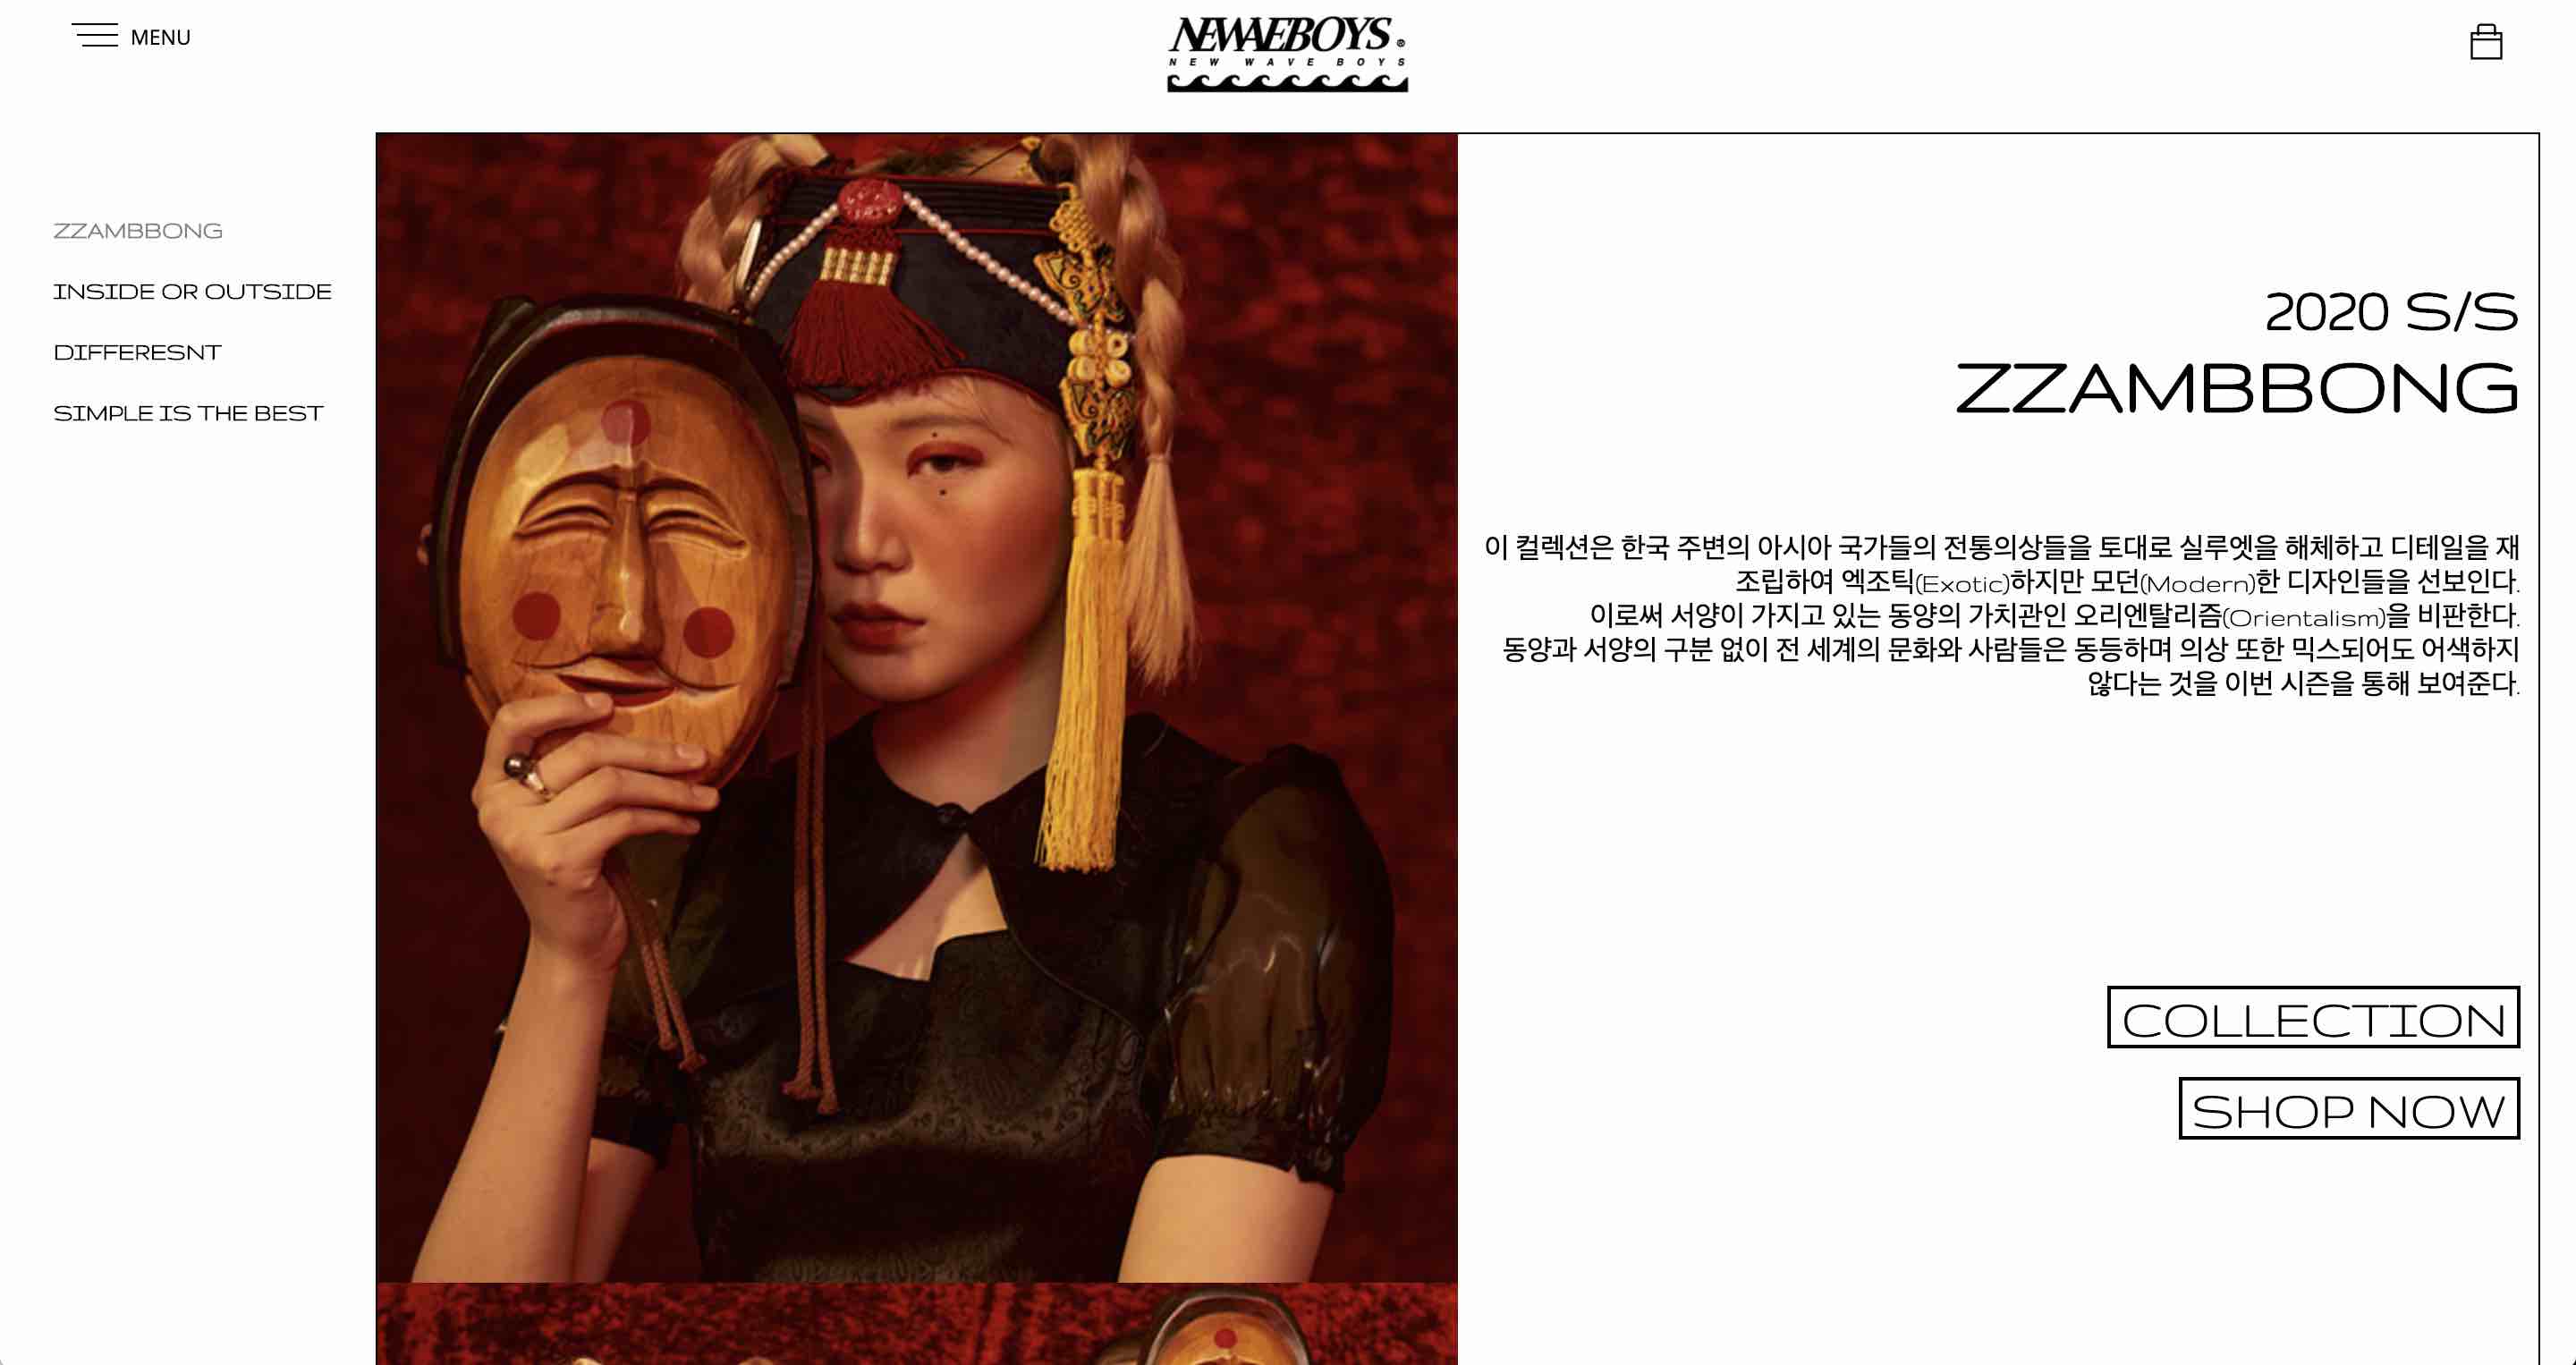 MENU
NEWAEBOYS®
NEW WAVE BOYS
ZZAMBBONG
INSIDE OR OUTSIDE
DIFFERESNT
SIMPLE IS THE BEST
2020 S/S
ZZAMBBONG
이 컬렉션은 한국 주변의 아시아 국가들의 전통의상들을 토대로 실루엣을 해체하고 디테일을 재
조립하여 엑조틱(Exotic)하지만 모던(Modern)한 디자인들을 선보인다.
이로써 서양이 가지고 있는 동양의 가치관인 오리엔탈리즘(Orientalism)을 비판한다.
동양과 서양의 구분 없이 전 세계의 문화와 사람들은 동등하며 의상 또한 믹스되어도 어색하지
않다는 것을 이번 시즌을 통해 보여준다.
COLLECTION
SHOP NOW